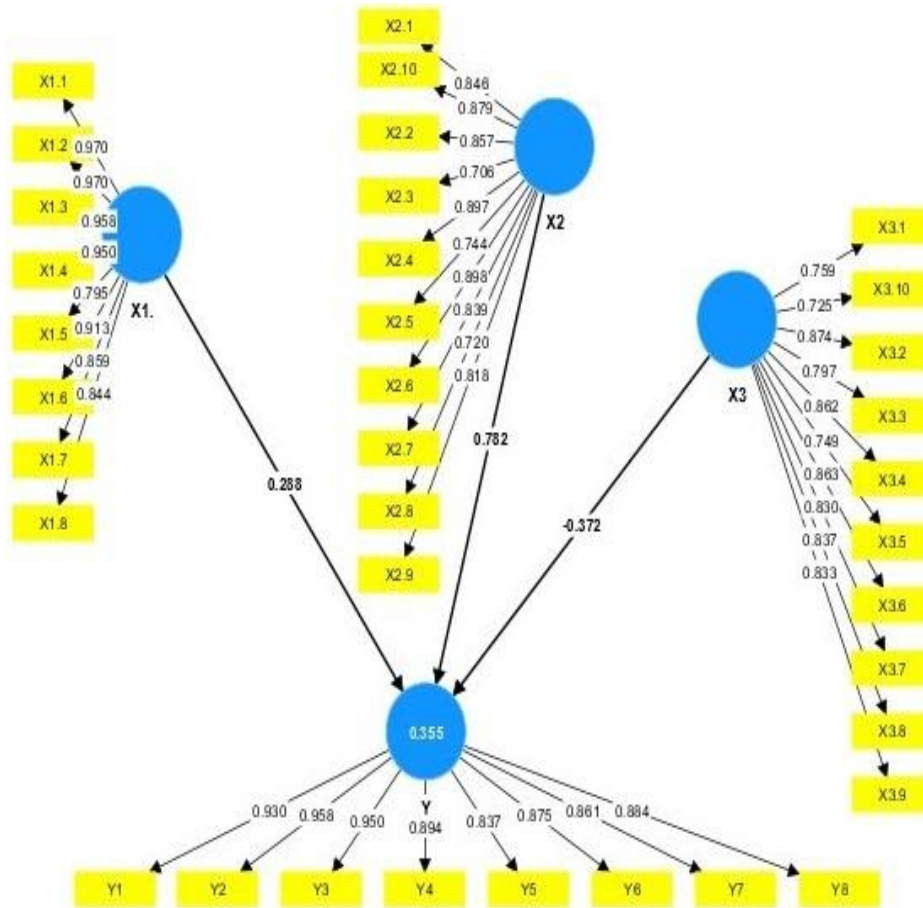 X1.1
X1.2
X1.3
X1.4
X1.5
X1.6
X1.7
X1.8
0.970
0.970
0.958
0.950
0.795
0.913
0.859
0.844
X1.
X2.1
X2.10
X2.2
X2.3
X2.4
X2.5
X2.6
X2.7
X2.8
X2.9
0.846
0.879
0.857
0.706
0.897
0.744
0.898
0.839
0.720
0.818
X2
X3.1
X3.10
X3.2
X3.3
X3.4
X3.5
X3.6
X3.7
X3.8
X3.9
0.759
0.725
0.874
0.797
0.862
0.749
0.863
0.830
0.837
0.833
X3
0.288
0.782
-0.372
0.355
Y
0.930
0.958
0.950
0.894
0.837
0.875
0.861
0.884
Y1
Y2
Y3
Y4
Y5
Y6
Y7
Y8